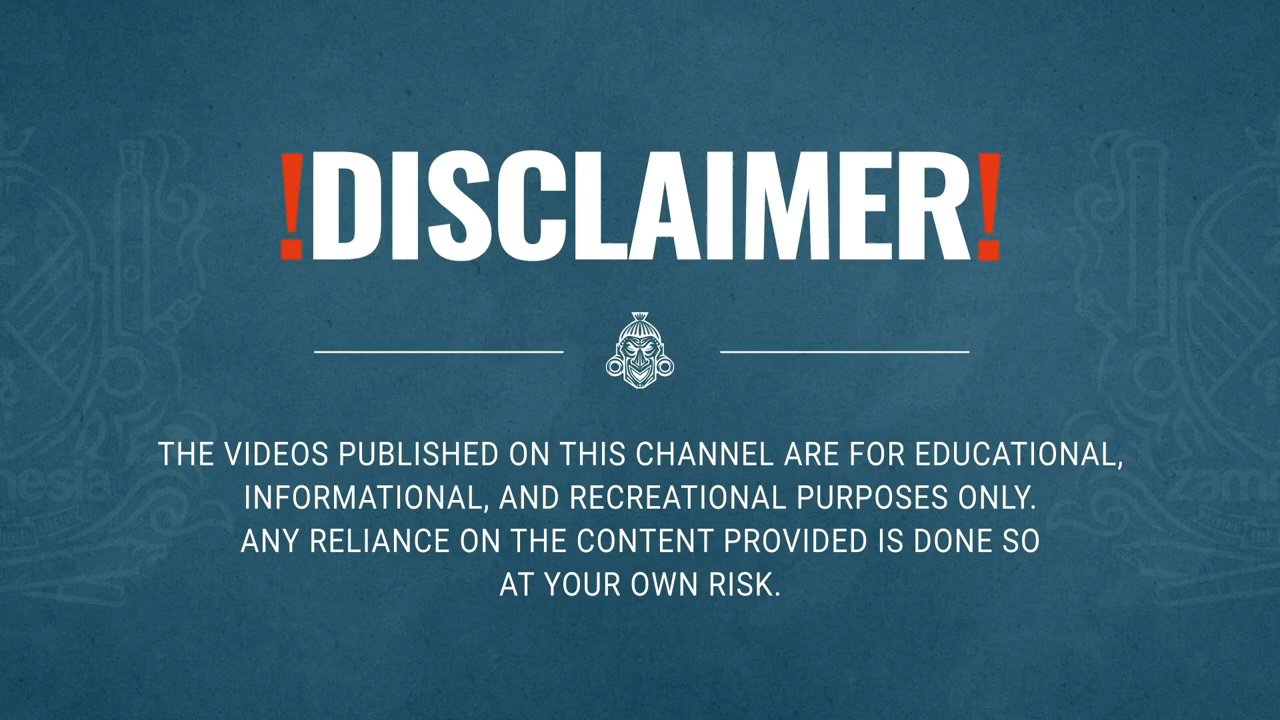 !DISCLAIMER!
THE VIDEOS PUBLISHED ON THIS CHANNEL ARE FOR EDUCATIONAL,
INFORMATIONAL, AND RECREATIONAL PURPOSES ONLY.
ANY RELIANCE ON THE CONTENT PROVIDED IS DONE SO
AT YOUR OWN RISK.